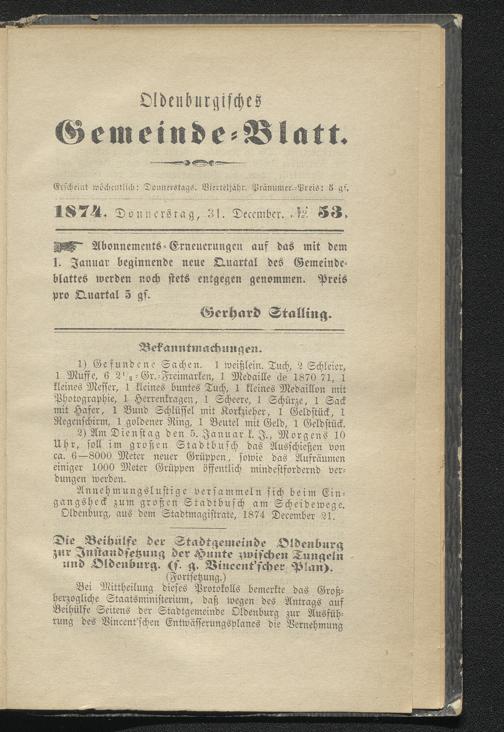 Oldenburgisches
Gemeinde-Blatt.
Erscheint wöchentlich: Donnerstags. Vierteljähr. Pränumer.-Preis: 5 gf.
1874. Donnerstag, 31. December. № 53.
Abonnements-Erneuerungen auf das mit dem
1. Januar beginnende neue Quartal des Gemeinde-
blattes werden noch stets entgegen genommen. Preis
pro Quartal 5 gf.
Gerhard Stalling.
Bekanntmachungen.
1) Gefundene Sachen. 1 weißlein. Tuch, 2 Schleier,
1 Muffe, 6 2½-Gr.-Freimarken, 1 Medaille de 1870 71, 1
kleines Messer, 1 kleines buntes Tuch, 1 kleines Medaillon mit
Photographie, 1 Herrenkragen, 1 Scheere, 1 Schürze, 1 Sack
mit Hafer, 1 Bund Schlüssel mit Korkzieher, 1 Geldstück, 1
Regenschirm, 1 goldener Ring, 1 Beutel mit Geld, 1 Geldstück.
2) Am Dienstag den 5. Januar k. J., Morgens 10
Uhr, soll im großen Stadtbusch das Ausschießen von
ca. 6—8000 Meter neuer Grüppen, sowie das Aufräumen
einiger 1000 Meter Grüppen öffentlich mindestfordernd ver-
dungen werden.
Annehmungslustige versammeln sich beim Ein-
gangsheck zum großen Stadtbusch am Scheidewege.
Oldenburg, aus dem Stadtmagistrate, 1874 December 21.
Die Beihülfe der Stadtgemeinde Oldenburg
zur Instandsetzung der Hunte zwischen Tungeln
und Oldenburg. (s. g. Vincent'scher Plan).
(Fortsetzung.)
Bei Mittheilung dieses Protokolls bemerkte das Groß-
herzogliche Staatsministerium, daß wegen des Antrags auf
Beihülfe Seitens der Stadtgemeinde Oldenburg zur Ausfüh-
rung des Vincent'schen Entwässerungsplanes die Vernehmung